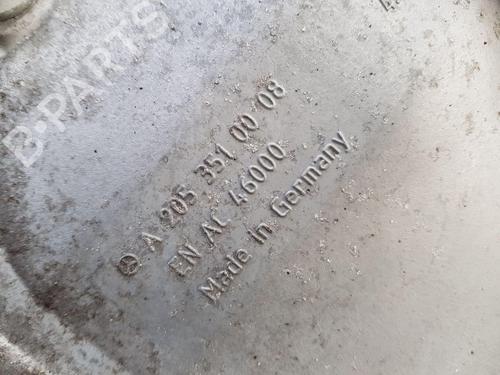 B-PARTS
A 205 351 00 08
EN AC 46000
Made in Germany